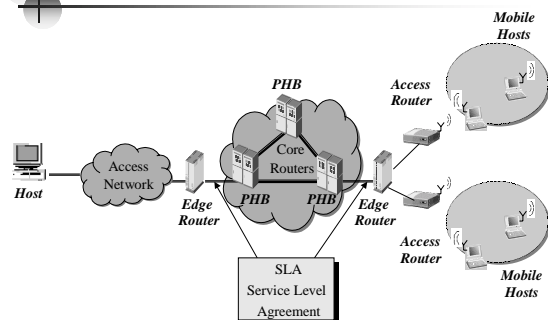 Mobile
Hosts
PHB
Access
Router
Core
Routers
Access
Network
Host
Edge
Router
PHB
PHB
Edge
Router
Access
Router
Mobile
Hosts
SLA
Service Level
Agreement